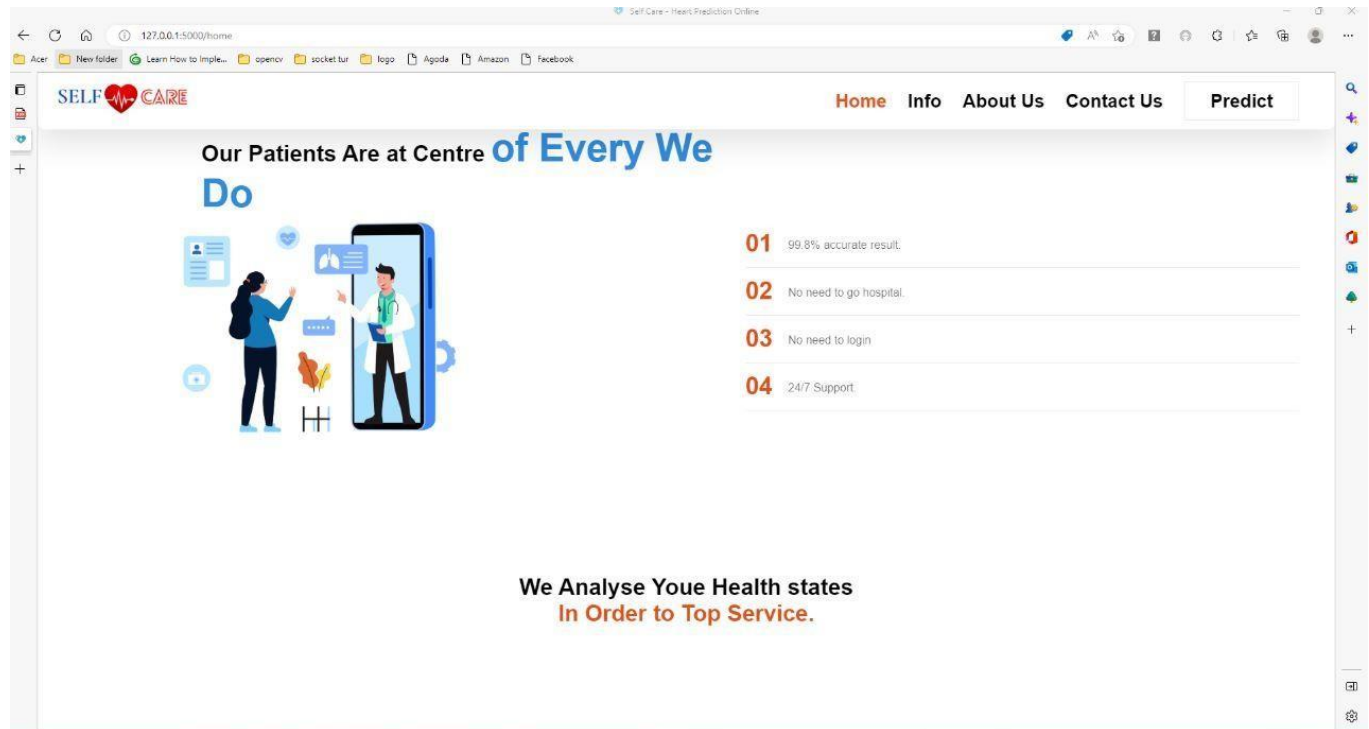 Self Care - Heart Prediction Online
127.0.0.1:5000/home
Acer New folder Learn How to Imple... opencv socket tur logo Agoda Amazon Facebook
SELF CARE
Home Info About Us Contact Us Predict
Our Patients Are at Centre of Every We
Do
01 99.8% accurate result.
02 No need to go hospital.
03 No need to login
04 24/7 Support
We Analyse Youe Health states
In Order to Top Service.